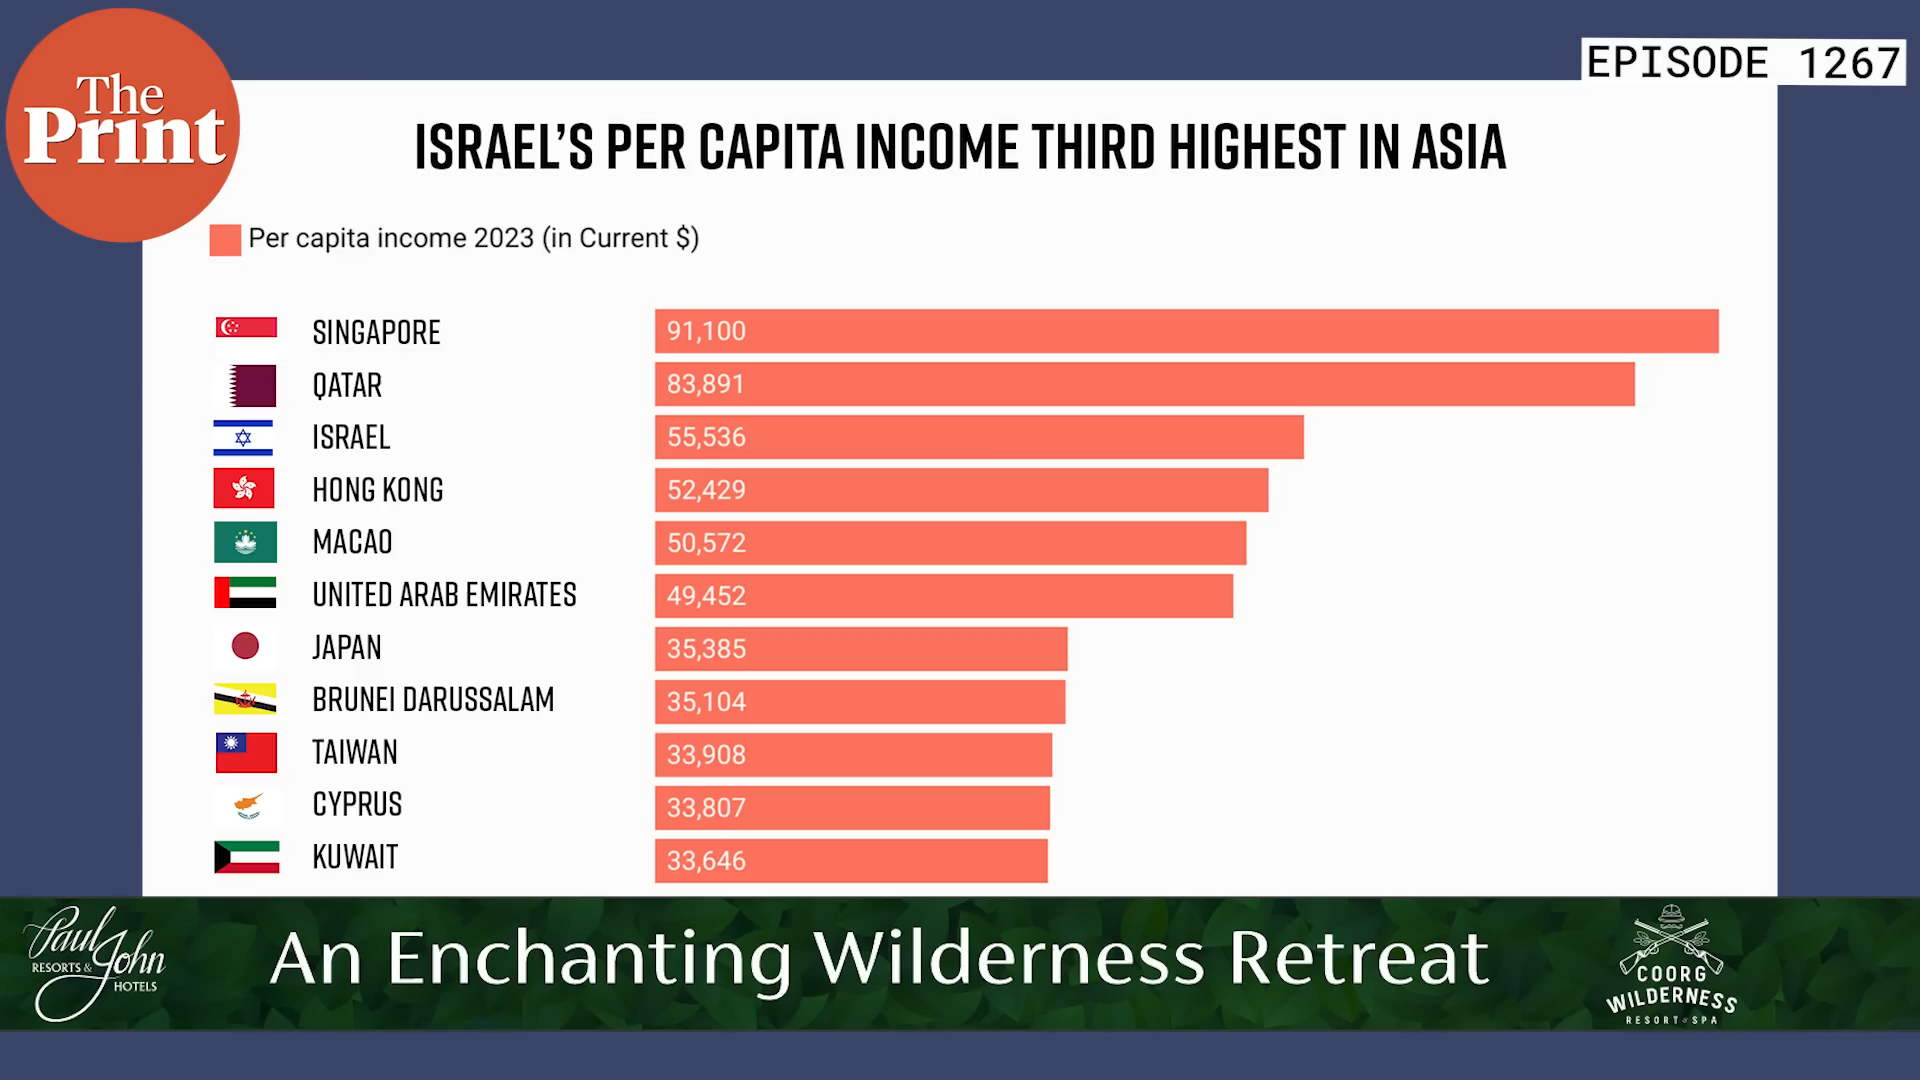 The
Print
EPISODE 1267
ISRAEL'S PER CAPITA INCOME THIRD HIGHEST IN ASIA
Per capita income 2023 (in Current $)
SINGAPORE 91,100
QATAR 83,891
ISRAEL 55,536
HONG KONG 52,429
MACAO 50,572
UNITED ARAB EMIRATES 49,452
JAPAN 35,385
BRUNEI DARUSSALAM 35,104
TAIWAN 33,908
CYPRUS 33,807
KUWAIT 33,646
Paul John
RESORTS &
HOTELS
An Enchanting Wilderness Retreat
COORG
WILDERNESS
RESORT & SPA